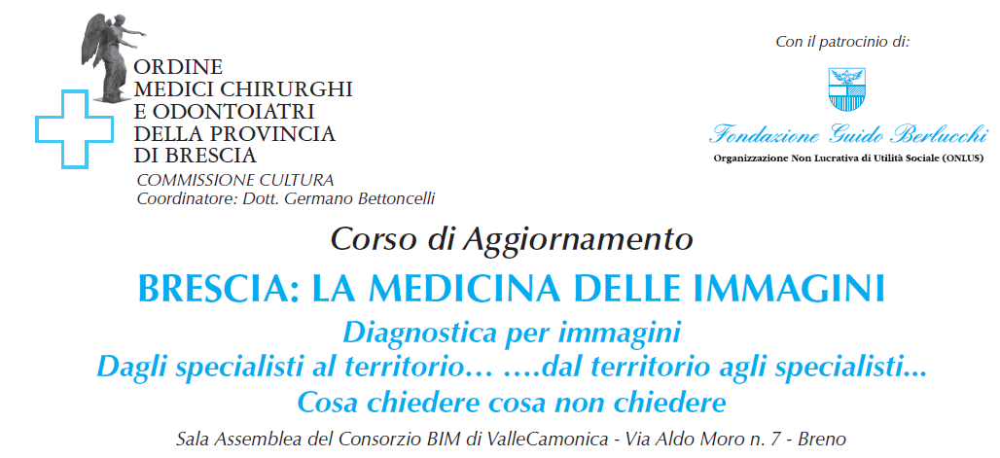 ORDINE
MEDICI CHIRURGHI
E ODONTOIATRI
DELLA PROVINCIA
DI BRESCIA
COMMISSIONE CULTURA
Coordinatore: Dott. Germano Bettoncelli
Con il patrocinio di:
Fondazione Guido Berlucchi
Organizzazione Non Lucrativa di Utilità Sociale (ONLUS)
Corso di Aggiornamento
BRESCIA: LA MEDICINA DELLE IMMAGINI
Diagnostica per immagini
Dagli specialisti al territorio… ….dal territorio agli specialisti...
Cosa chiedere cosa non chiedere
Sala Assemblea del Consorzio BIM di ValleCamonica - Via Aldo Moro n. 7 - Breno